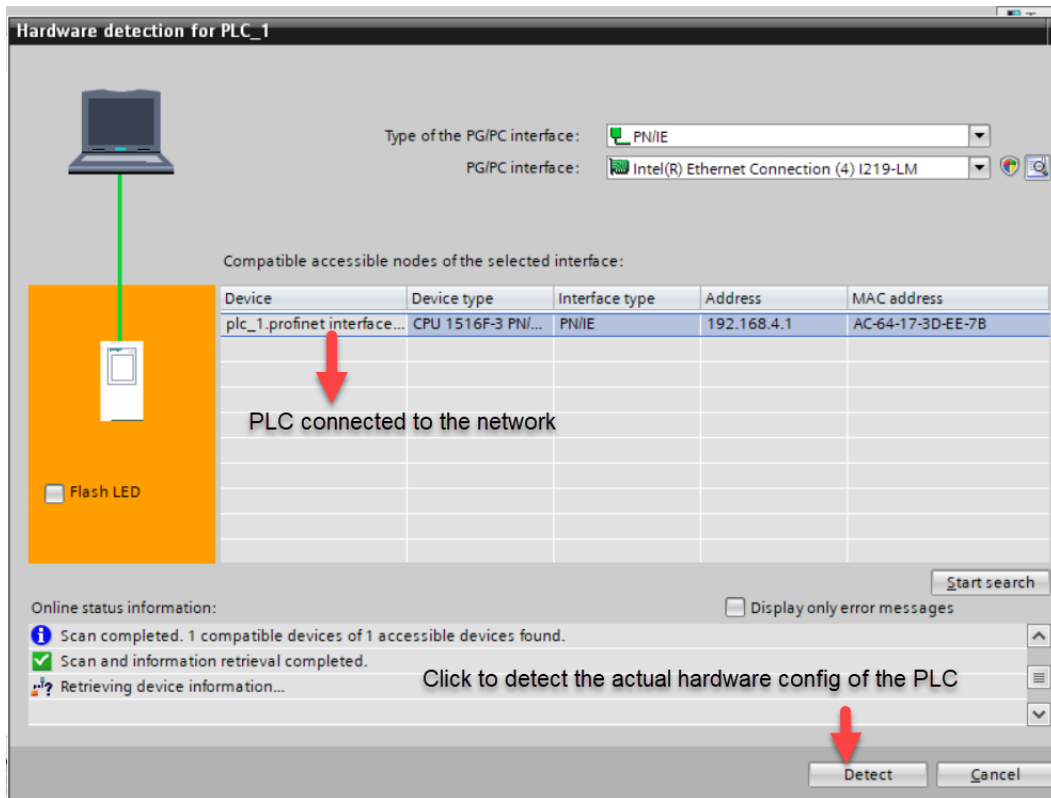 Hardware detection for PLC_1
Type of the PG/PC interface: PN/IE
PG/PC interface: Intel(R) Ethernet Connection (4) I219-LM
Compatible accessible nodes of the selected interface:
Device Device type Interface type Address MAC address
plc_1.profinet interface... CPU 1516F-3 PN/... PN/IE 192.168.4.1 AC-64-17-3D-EE-7B
PLC connected to the network
Flash LED
Start search
Online status information: Display only error messages
Scan completed. 1 compatible devices of 1 accessible devices found.
Scan and information retrieval completed.
Retrieving device information... Click to detect the actual hardware config of the PLC
Detect Cancel